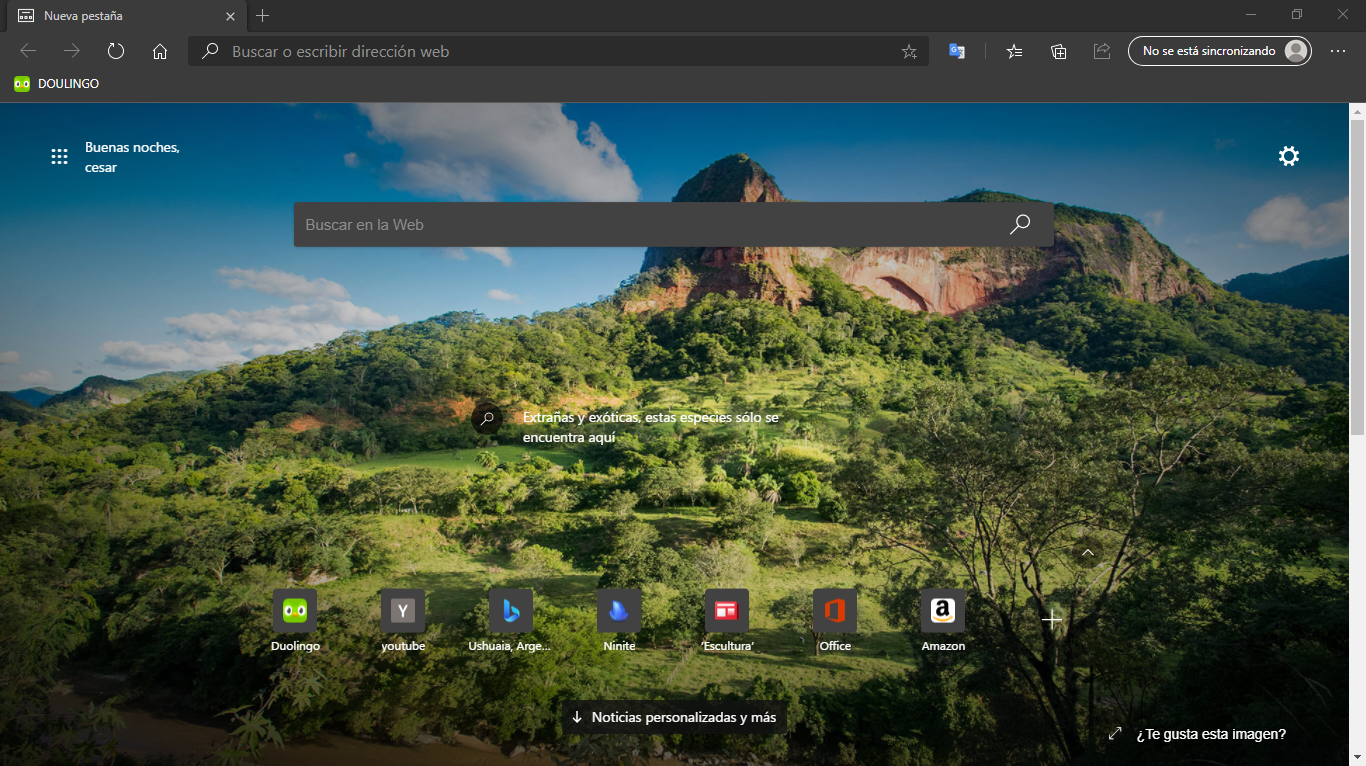 Nueva pestaña
Buscar o escribir dirección web
No se está sincronizando
DOULINGO
Buenas noches,
cesar
Buscar en la Web
Extrañas y exóticas, estas especies sólo se
encuentra aquí
Y
a
Duolingo
youtube
Ushuaia, Arge...
Ninite
'Escultura'
Office
Amazon
Noticias personalizadas y más
¿Te gusta esta imagen?